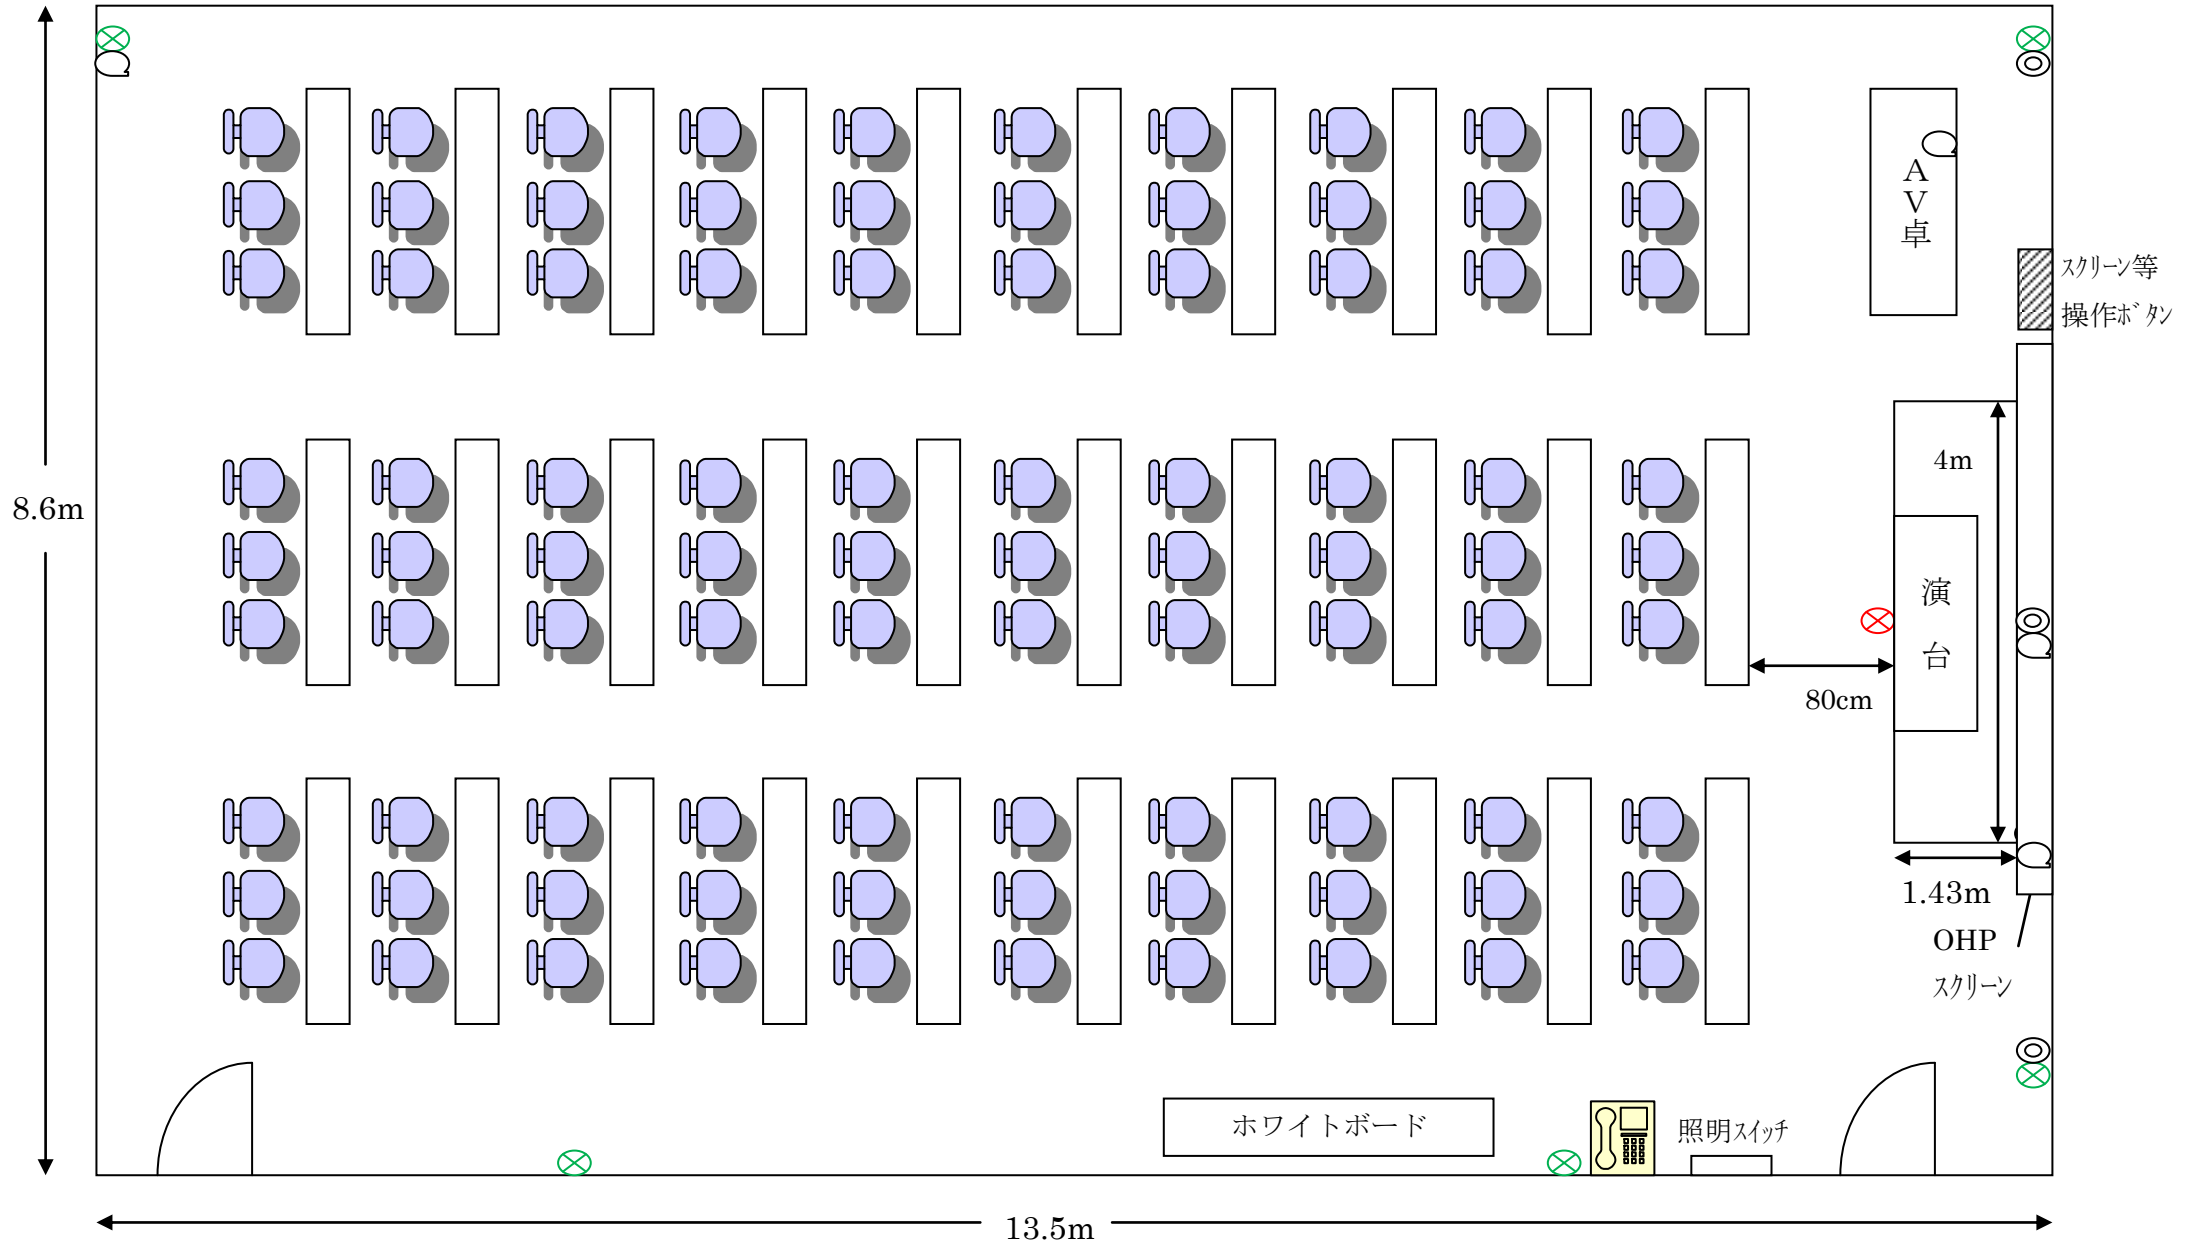 AV卓
スクリーン等
操作ボタン
4m
8.6m
演台
80cm
1.43m
OHP
スクリーン
ホワイトボード
照明スイッチ
13.5m